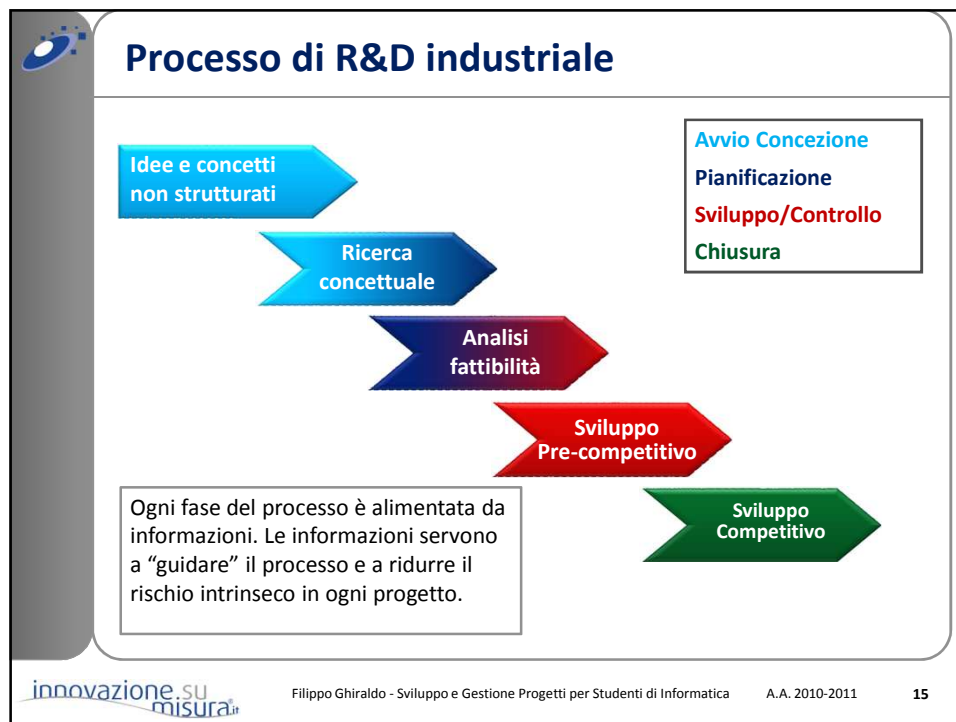 Processo di R&D industriale
Idee e concetti
non strutturati
Avvio Concezione
Pianificazione
Sviluppo/Controllo
Chiusura
Ricerca
concettuale
Analisi
fattibilità
Sviluppo
Pre-competitivo
Sviluppo
Competitivo
Ogni fase del processo è alimentata da
informazioni. Le informazioni servono
a “guidare” il processo e a ridurre il
rischio intrinseco in ogni progetto.
innovazione.su
misura.it
Filippo Ghiraldo - Sviluppo e Gestione Progetti per Studenti di Informatica A.A. 2010-2011 15